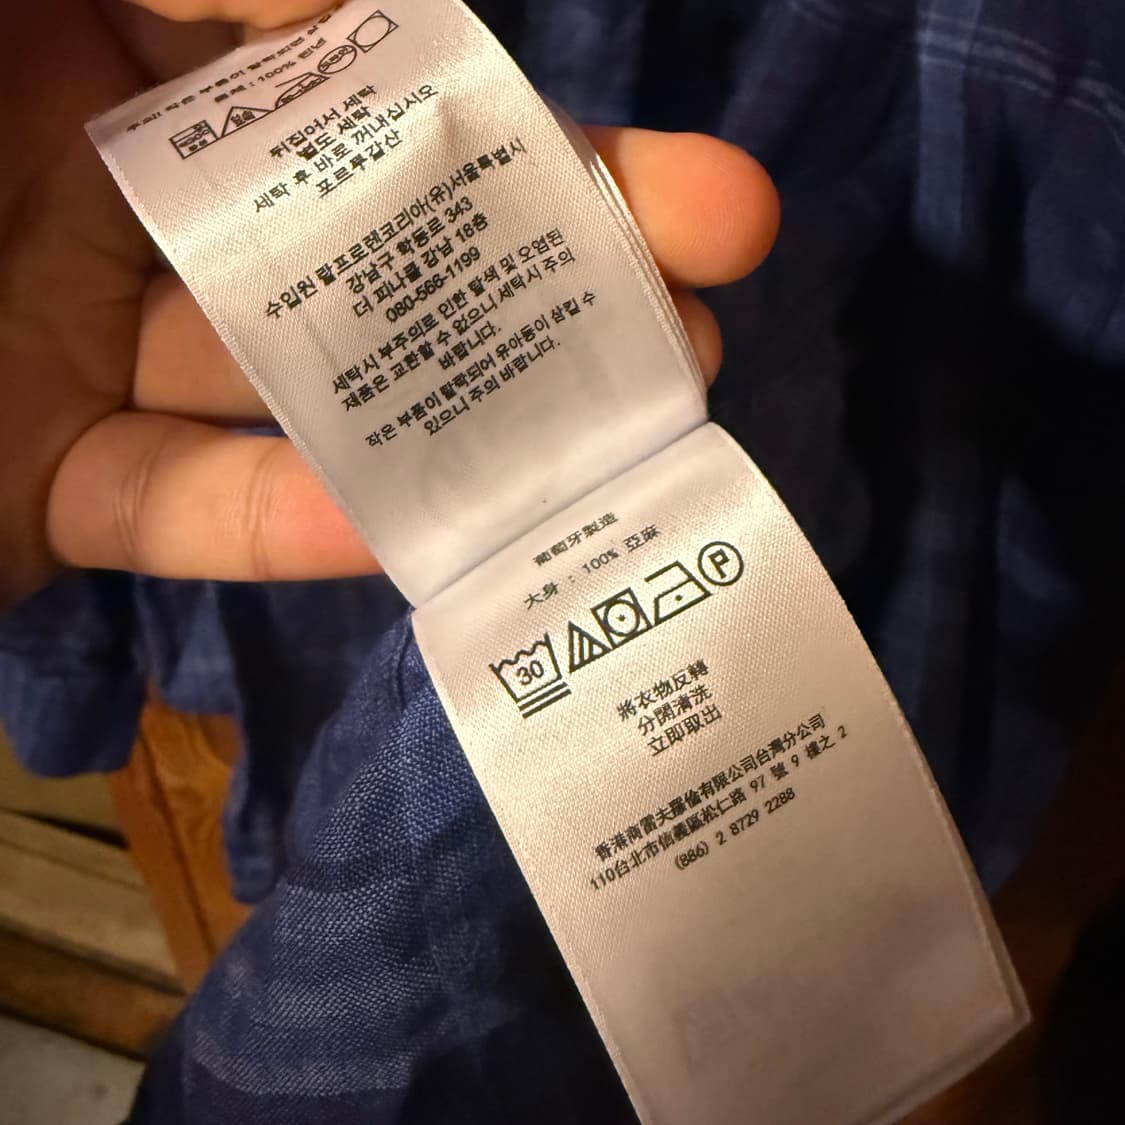 소재 : 100% 린넨
뒤집어서 세탁
별도 세탁
세탁 후 바로 꺼내십시오
포르투갈산
수입원 랄프로렌코리아(유)서울특별시
강남구 학동로 343
더 피나클 강남 18층
080-566-1199
세탁시 부주의로 인한 탈색 및 오염된
제품은 교환할 수 없으니 세탁시 주의
바랍니다.
작은 부품이 탈락되어 유아동이 삼킬 수
있으니 주의 바랍니다.
葡萄牙製造
大身 : 100% 亞麻
30
P
將衣物反轉
分開清洗
立即取出
香港商雷夫羅倫有限公司台灣分公司
110台北市信義區松仁路 97 號 9 樓之 2
(886) 2 8729 2288